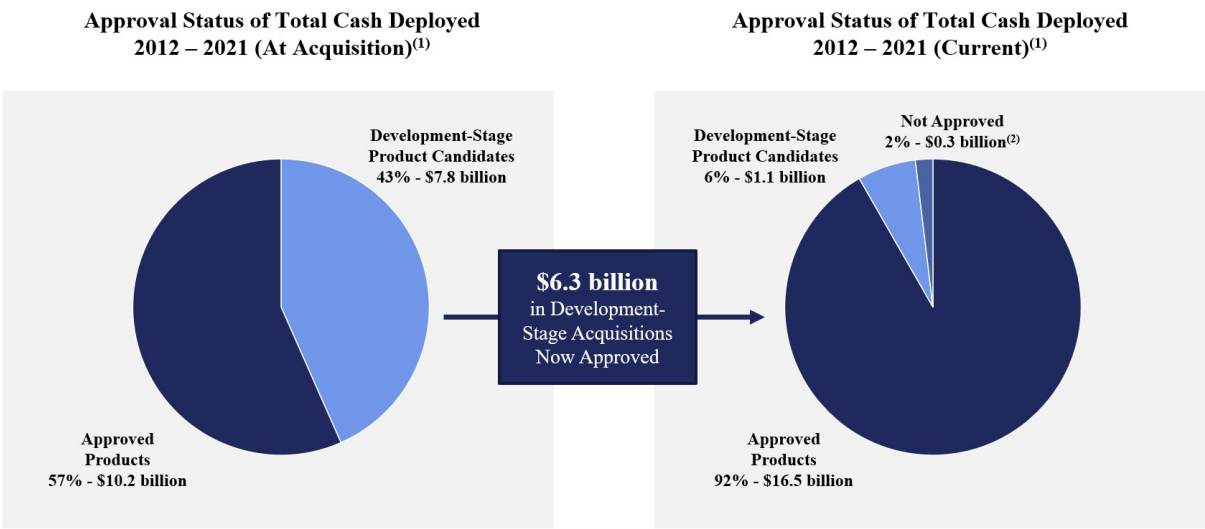 Approval Status of Total Cash Deployed
2012 – 2021 (At Acquisition)(1)
Development-Stage
Product Candidates
43% - $7.8 billion
Approved
Products
57% - $10.2 billion
$6.3 billion
in Development-
Stage Acquisitions
Now Approved
Approval Status of Total Cash Deployed
2012 – 2021 (Current)(1)
Not Approved
2% - $0.3 billion(2)
Development-Stage
Product Candidates
6% - $1.1 billion
Approved
Products
92% - $16.5 billion